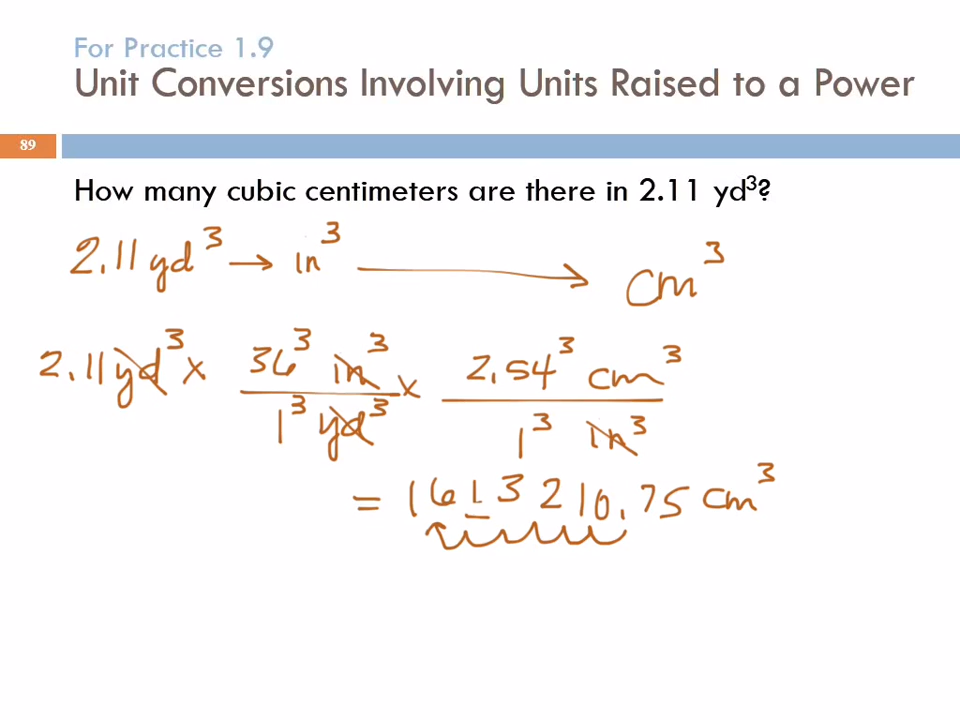 For Practice 1.9
Unit Conversions Involving Units Raised to a Power
89
How many cubic centimeters are there in 2.11 yd³?
2.11 yd³ → in³ → cm³
2.11 yd³ x 36³ in³ / 1³ yd³ x 2.54³ cm³ / 1³ in³
= 1613210.75 cm³